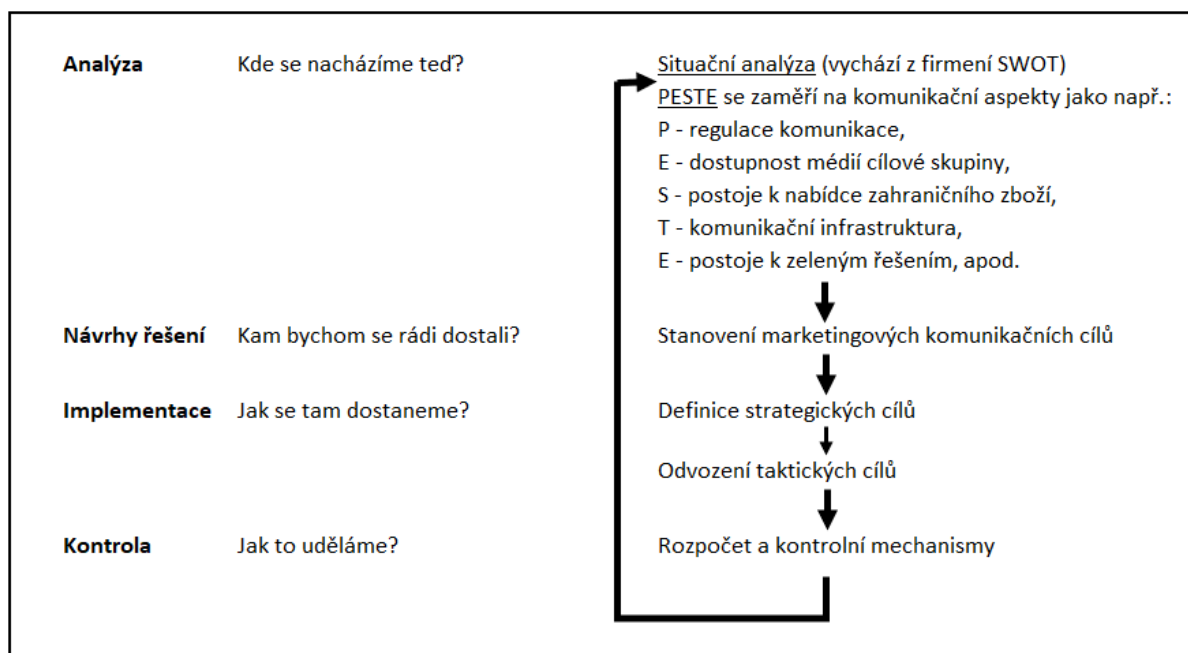 Analýza Kde se nacházíme teď? Situační analýza (vychází z firmení SWOT)
PESTE se zaměří na komunikační aspekty jako např.:
P - regulace komunikace,
E - dostupnost médií cílové skupiny,
S - postoje k nabídce zahraničního zboží,
T - komunikační infrastruktura,
E - postoje k zeleným řešením, apod.
Návrhy řešení Kam bychom se rádi dostali? Stanovení marketingových komunikačních cílů
Implementace Jak se tam dostaneme? Definice strategických cílů
Odvození taktických cílů
Kontrola Jak to uděláme? Rozpočet a kontrolní mechanismy